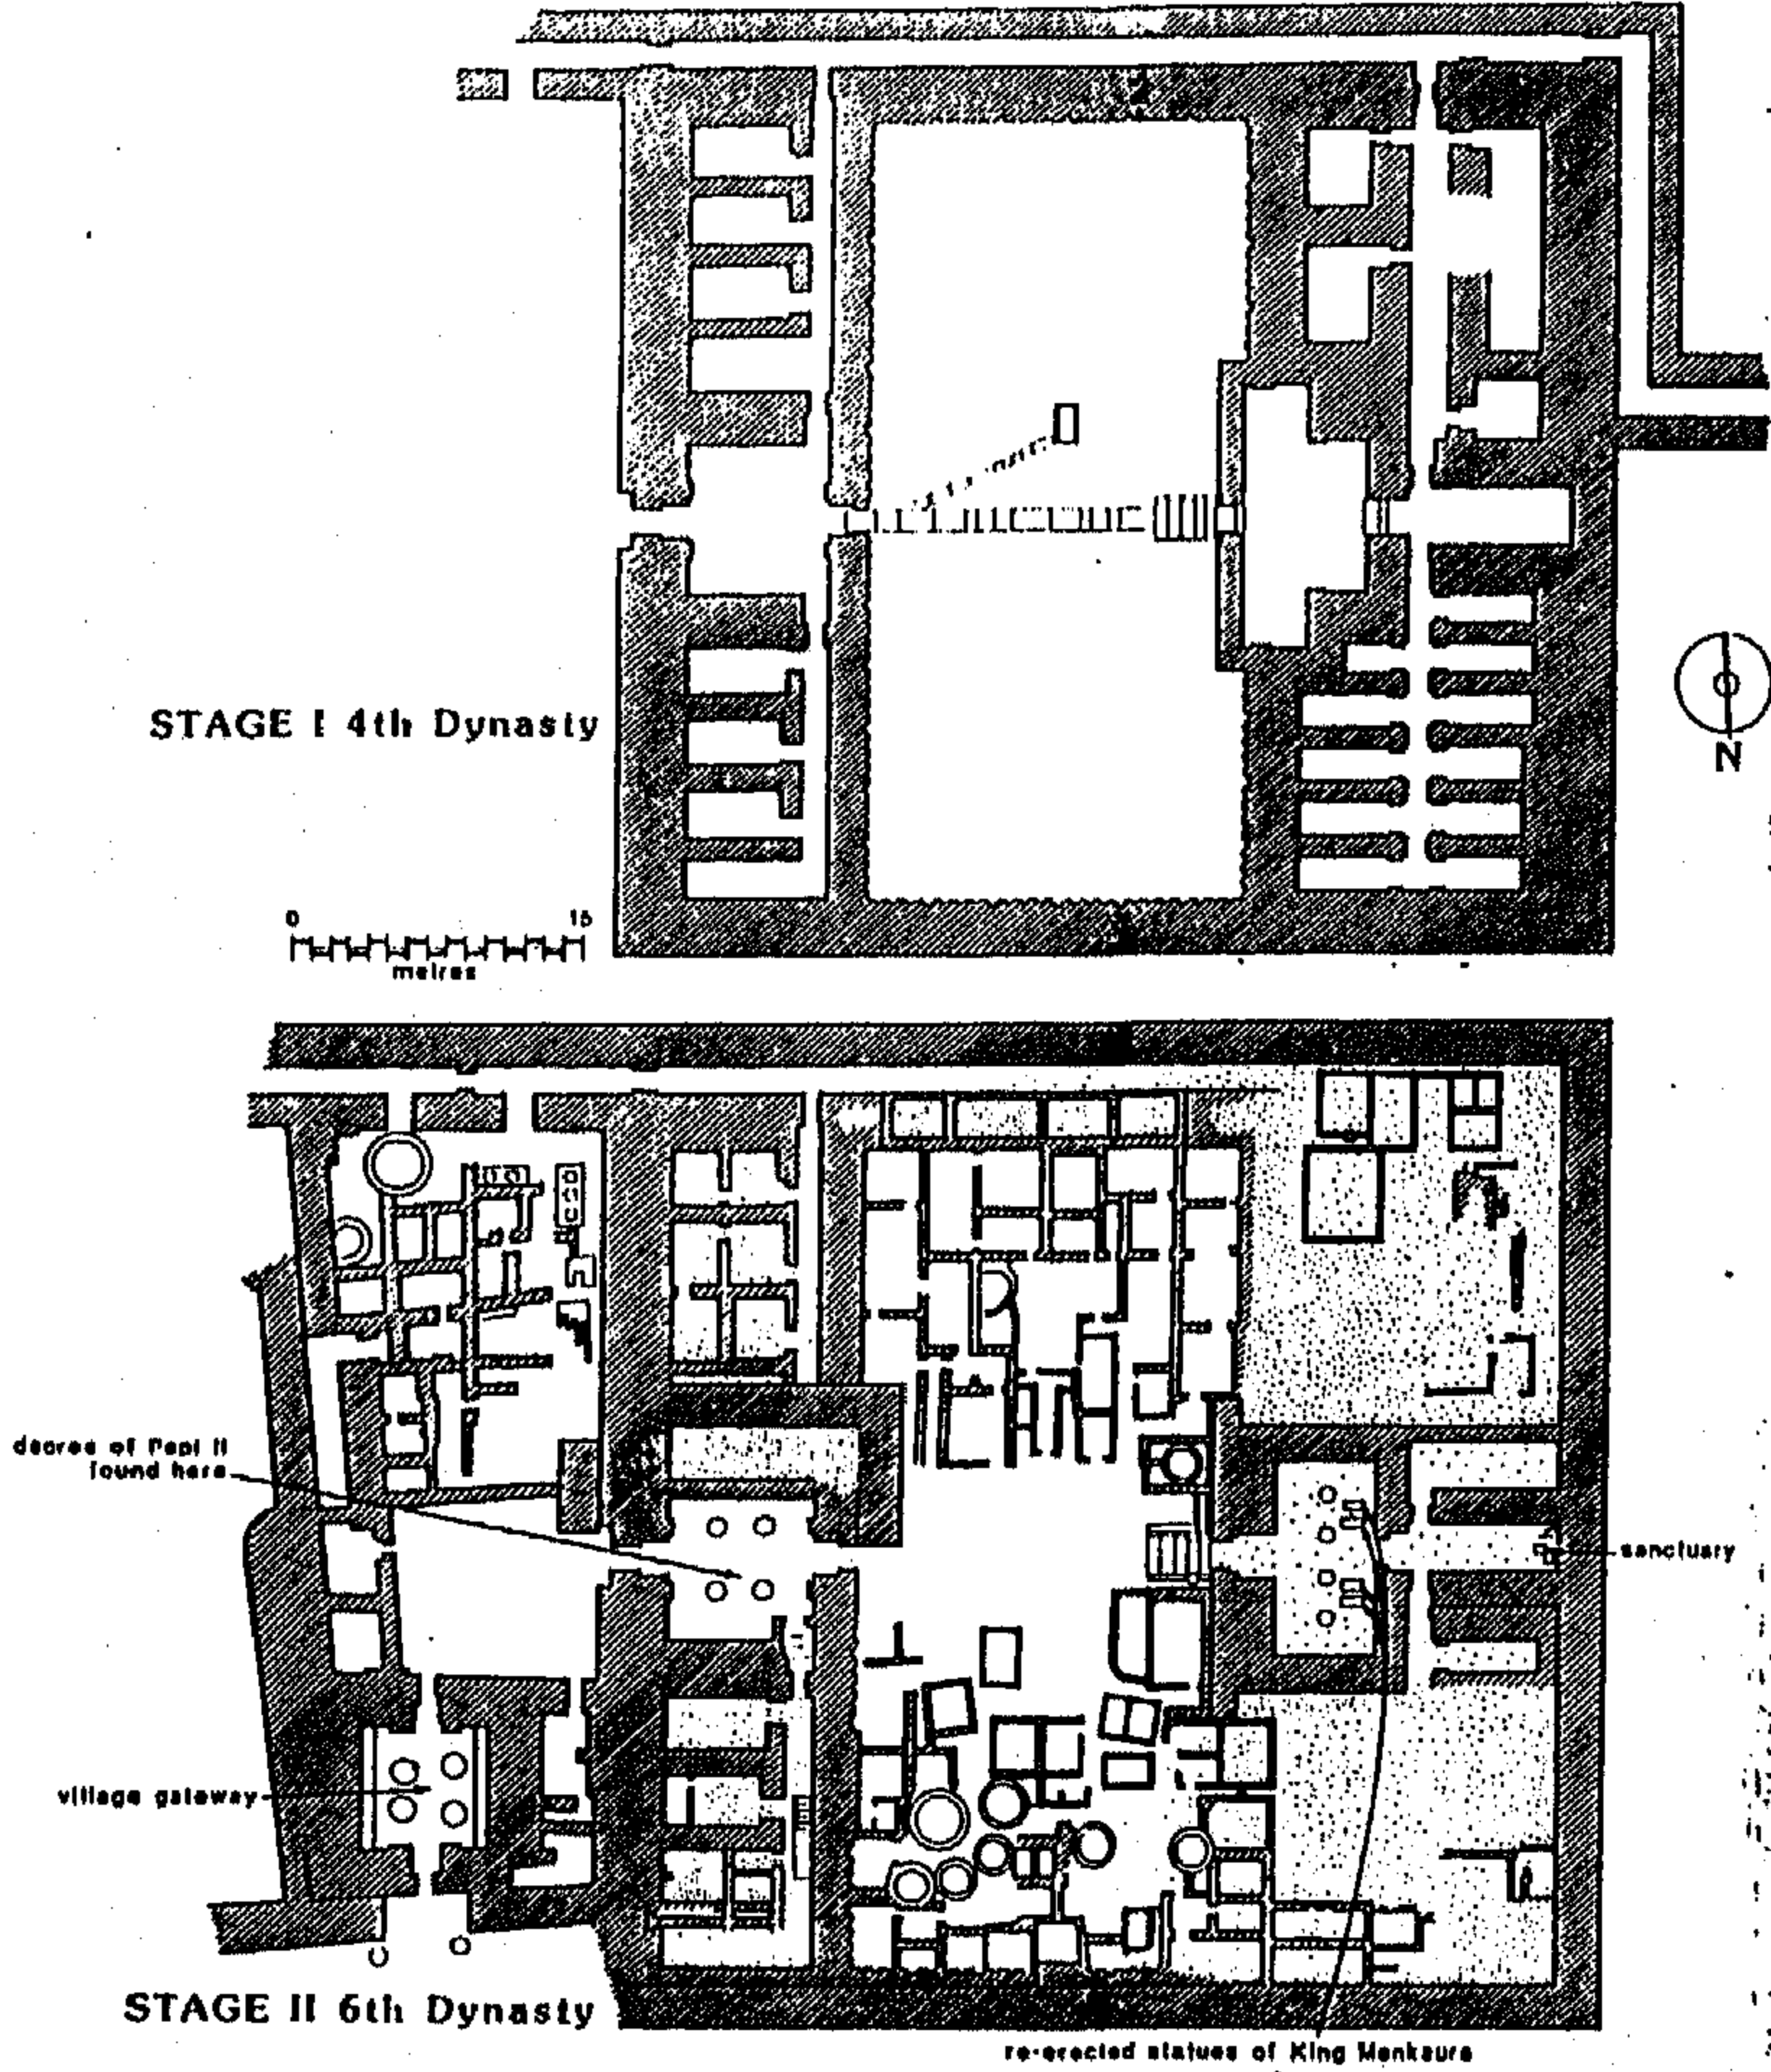 STAGE I 4th Dynasty
N
0 15
metres
decree of Pepi II
found here
sanctuary
village gateway
STAGE II 6th Dynasty
re-erected statues of King Menkaura